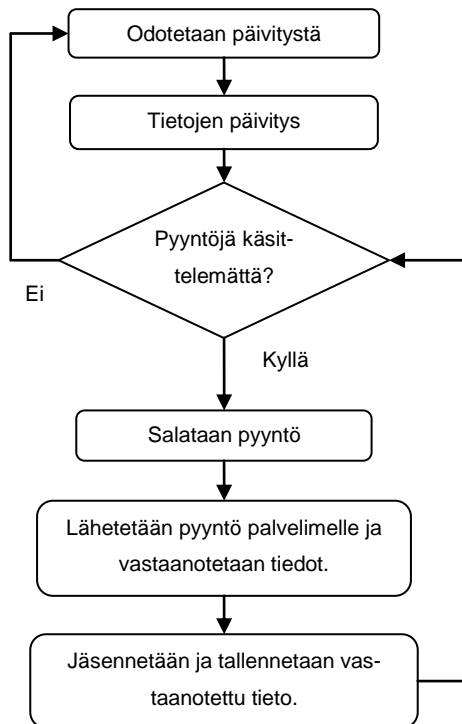 Odotetaan päivitystä
Tietojen päivitys
Pyyntöjä käsit-
telemättä?
Ei
Kyllä
Salataan pyyntö
Lähetetään pyyntö palvelimelle ja
vastaanotetaan tiedot.
Jäsennetään ja tallennetaan vas-
taanotettu tieto.